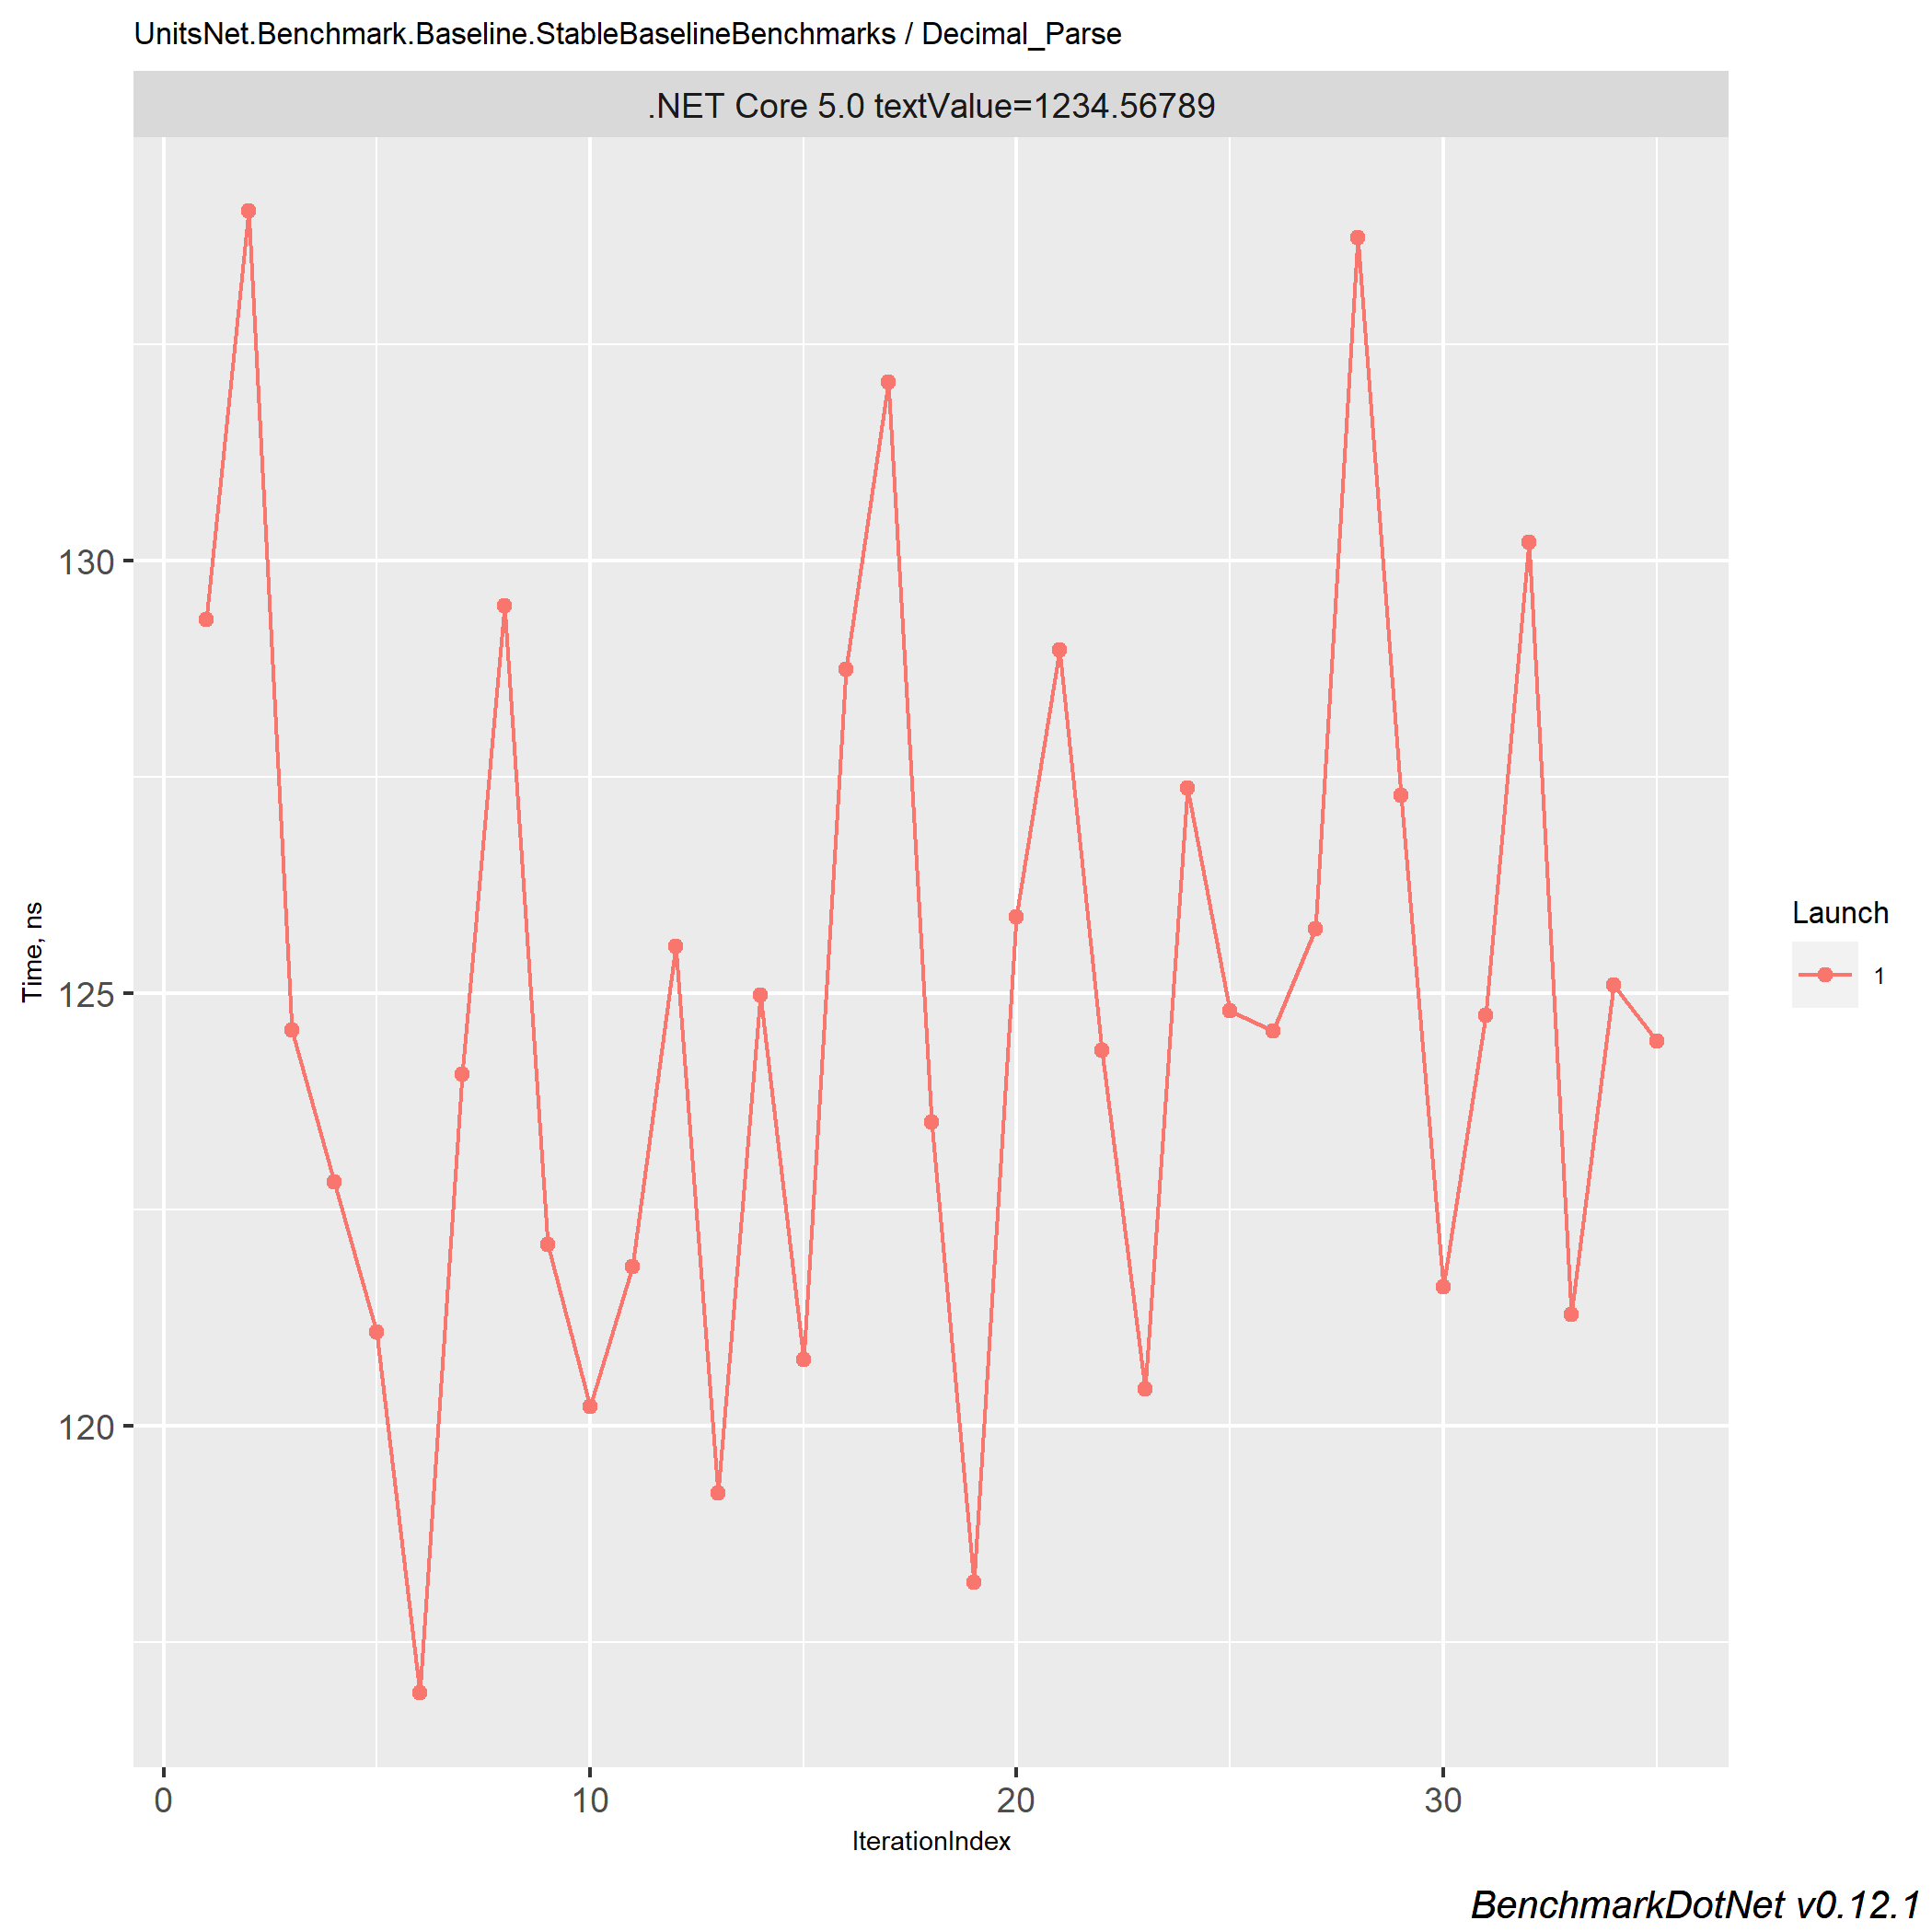 UnitsNet.Benchmark.Baseline.StableBaselineBenchmarks / Decimal_Parse
.NET Core 5.0 textValue=1234.56789
130
125
120
Time, ns
0 10 20 30
IterationIndex
Launch
1
BenchmarkDotNet v0.12.1